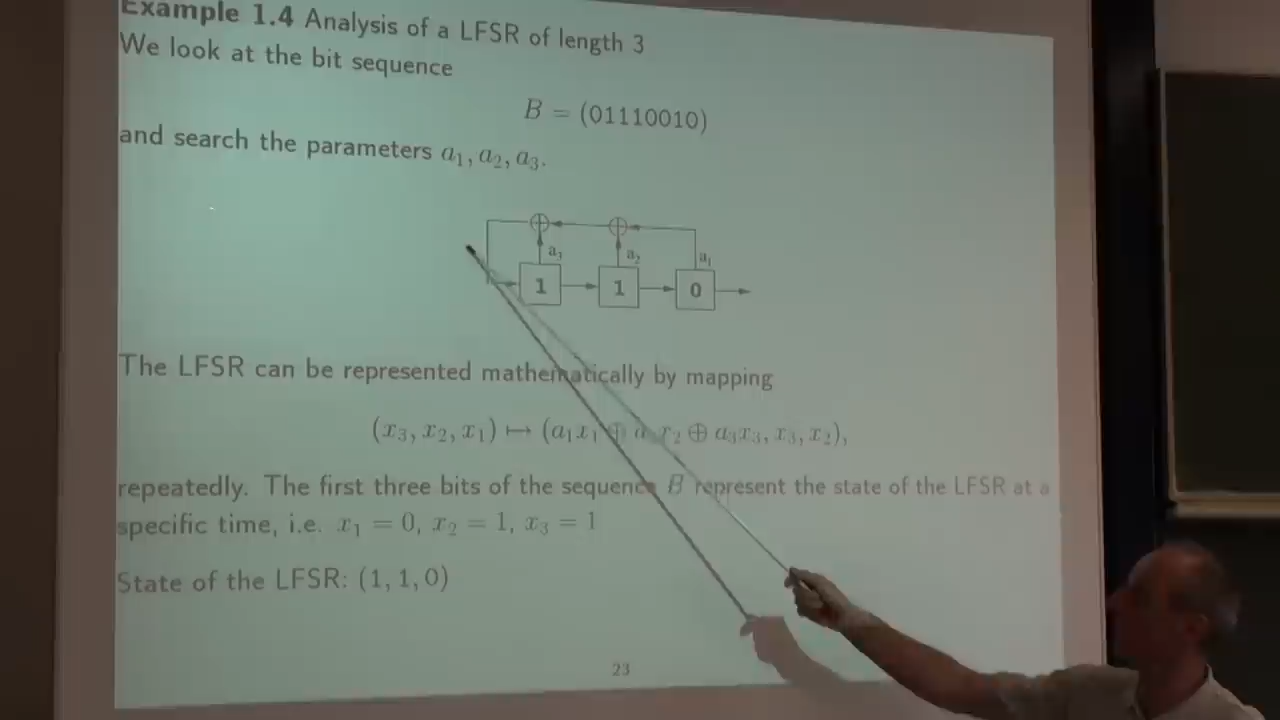 Example 1.4 Analysis of a LFSR of length 3
We look at the bit sequence
B = (01110010)
and search the parameters a₁, a₂, a₃.
a₃ a₂ a₁
1 1 0
The LFSR can be represented mathematically by mapping
(x₃, x₂, x₁) ↦ (a₁x₁ ⊕ a₂x₂ ⊕ a₃x₃, x₃, x₂),
repeatedly. The first three bits of the sequence B represent the state of the LFSR at a
specific time, i.e. x₁ = 0, x₂ = 1, x₃ = 1
State of the LFSR: (1, 1, 0)
23